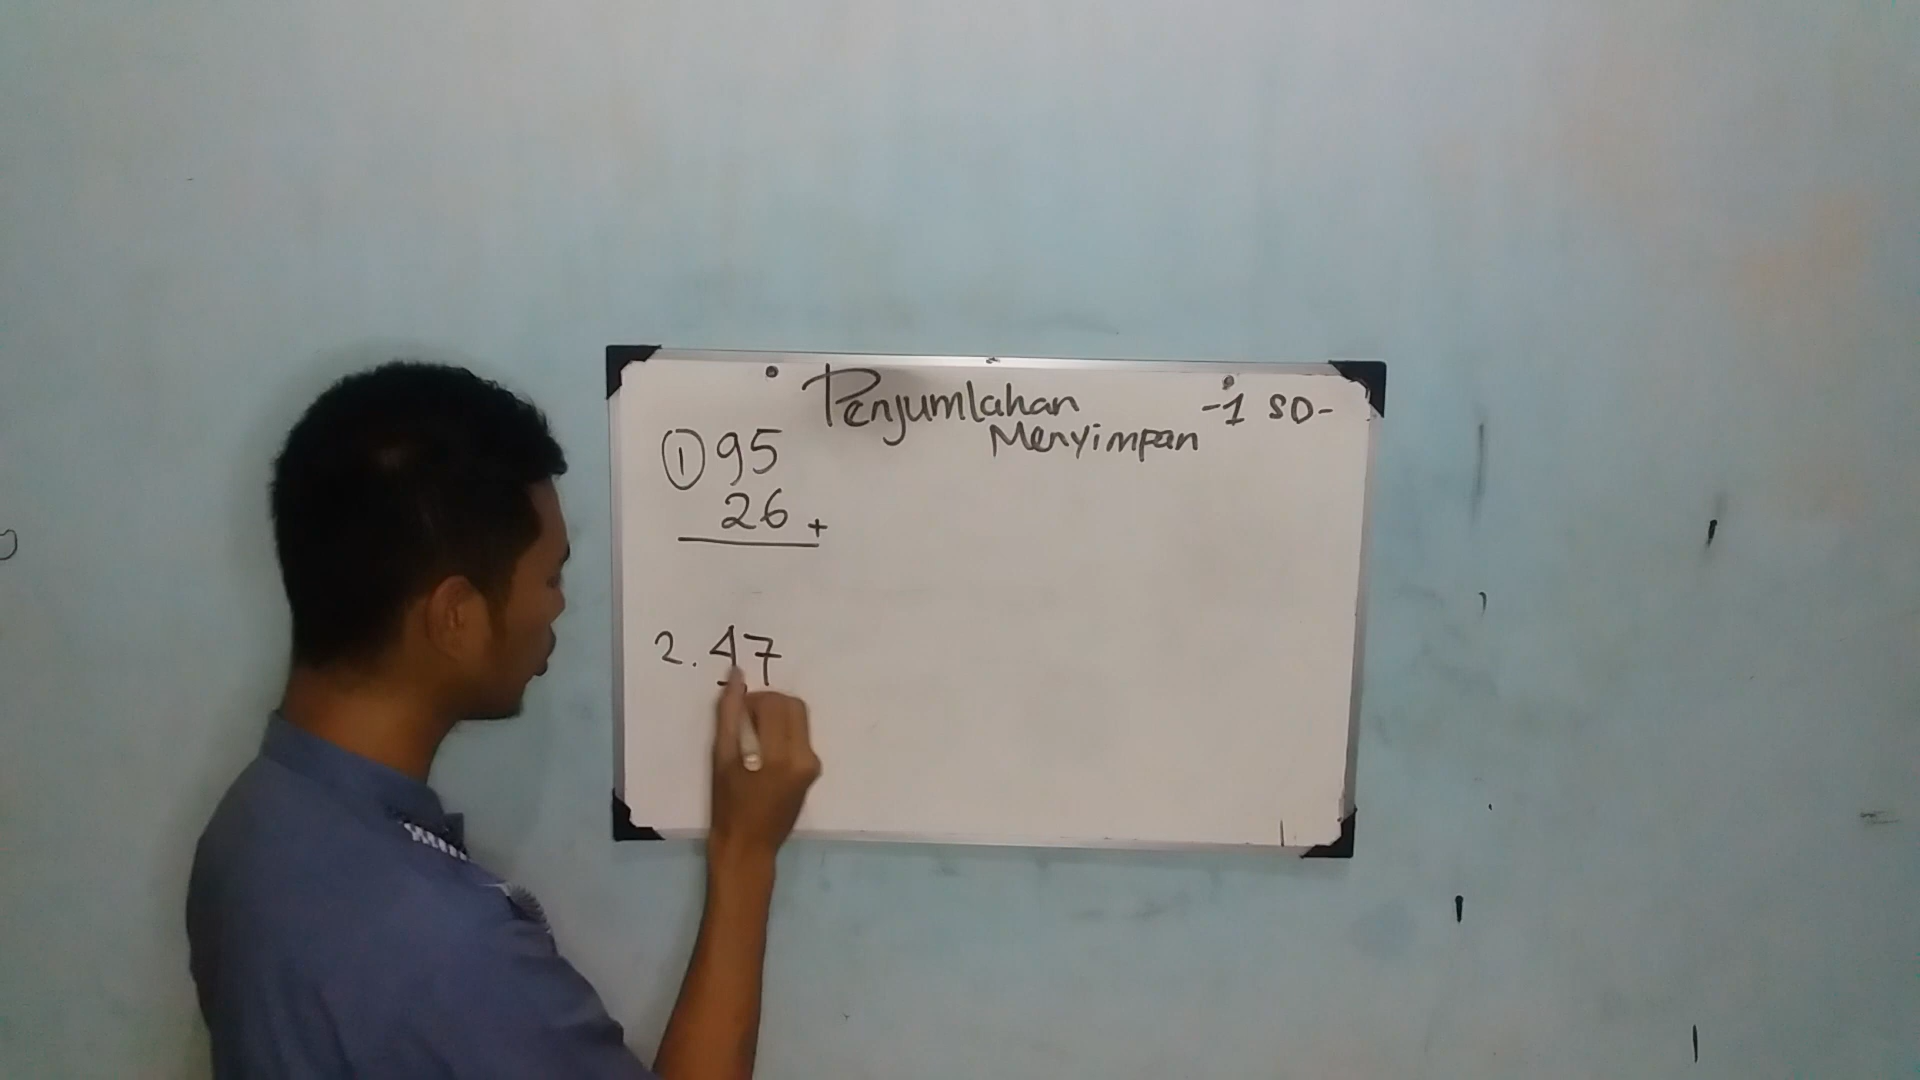 Penjumlahan
Menyimpan
-1 SD-
① 95
26 +
2. 47